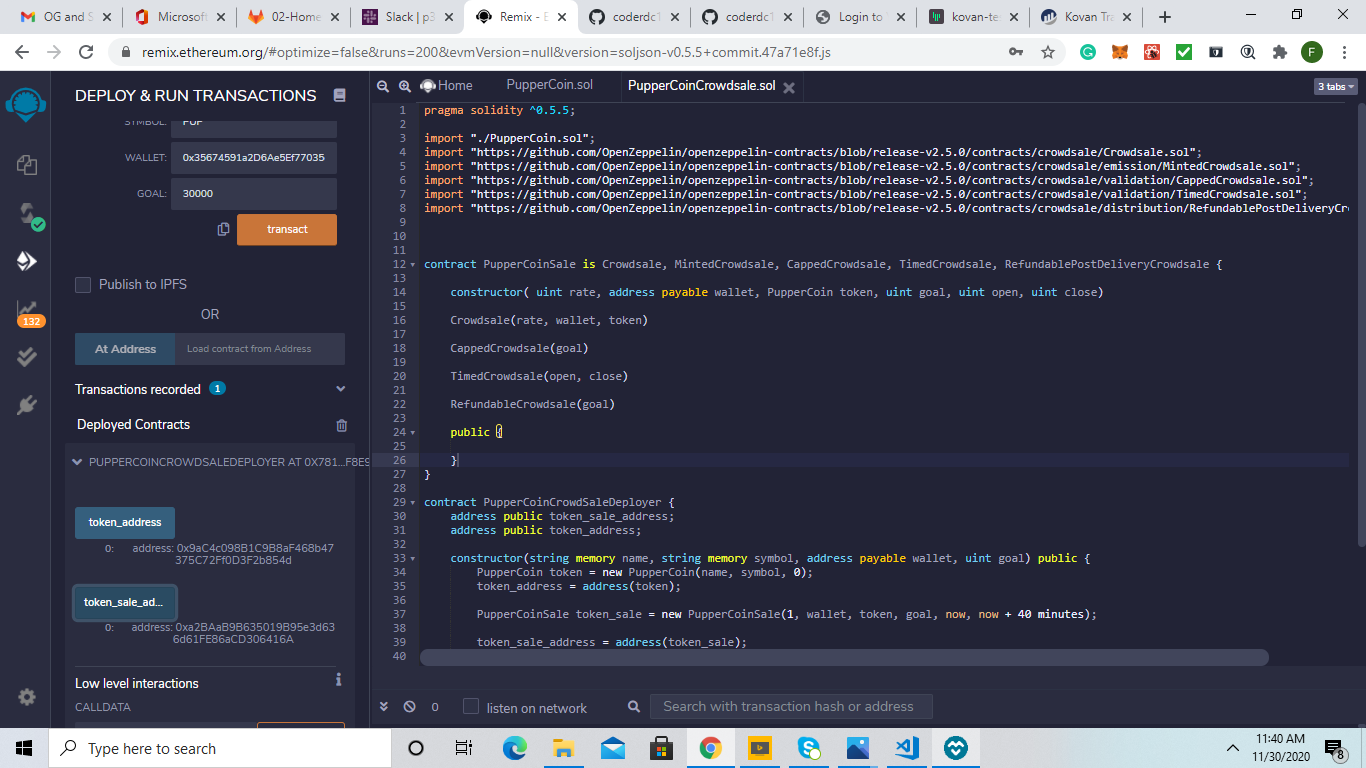 OG and S
Microsoft
02-Home
Slack | p3
Remix - E
coderdc1
coderdc1
Login to
kovan-te
Kovan Tra
remix.ethereum.org/#optimize=false&runs=200&evmVersion=null&version=soljson-v0.5.5+commit.47a71e8f.js
F
DEPLOY & RUN TRANSACTIONS
SYMBOL:
PUP
WALLET:
0x35674591a2D6Ae5Ef77035
GOAL:
30000
transact
Publish to IPFS
OR
At Address
Load contract from Address
Transactions recorded 1
Deployed Contracts
PUPPERCOINCROWDSALEDEPLOYER AT 0X781...F8E9
token_address
0: address: 0x9aC4c098B1C9B8aF468b47
375C72Ff0D3F2b854d
token_sale_ad...
0: address: 0xa2BAaB9B635019B95e3d63
6d61FE86aCD306416A
Low level interactions
CALLDATA
132
Home
PupperCoin.sol
PupperCoinCrowdsale.sol
3 tabs
1 pragma solidity ^0.5.5;
2
3 import "./PupperCoin.sol";
4 import "https://github.com/OpenZeppelin/openzeppelin-contracts/blob/release-v2.5.0/contracts/crowdsale/Crowdsale.sol";
5 import "https://github.com/OpenZeppelin/openzeppelin-contracts/blob/release-v2.5.0/contracts/crowdsale/emission/MintedCrowdsale.sol";
6 import "https://github.com/OpenZeppelin/openzeppelin-contracts/blob/release-v2.5.0/contracts/crowdsale/validation/CappedCrowdsale.sol";
7 import "https://github.com/OpenZeppelin/openzeppelin-contracts/blob/release-v2.5.0/contracts/crowdsale/validation/TimedCrowdsale.sol";
8 import "https://github.com/OpenZeppelin/openzeppelin-contracts/blob/release-v2.5.0/contracts/crowdsale/distribution/RefundablePostDeliveryCr
9
10
11
12 contract PupperCoinSale is Crowdsale, MintedCrowdsale, CappedCrowdsale, TimedCrowdsale, RefundablePostDeliveryCrowdsale {
13
14 constructor( uint rate, address payable wallet, PupperCoin token, uint goal, uint open, uint close)
15
16 Crowdsale(rate, wallet, token)
17
18 CappedCrowdsale(goal)
19
20 TimedCrowdsale(open, close)
21
22 RefundableCrowdsale(goal)
23
24 public {
25
26 }
27 }
28
29 contract PupperCoinCrowdSaleDeployer {
30 address public token_sale_address;
31 address public token_address;
32
33 constructor(string memory name, string memory symbol, address payable wallet, uint goal) public {
34 PupperCoin token = new PupperCoin(name, symbol, 0);
35 token_address = address(token);
36
37 PupperCoinSale token_sale = new PupperCoinSale(1, wallet, token, goal, now, now + 40 minutes);
38
39 token_sale_address = address(token_sale);
40
0
listen on network
Search with transaction hash or address
Type here to search
11:40 AM
11/30/2020
8